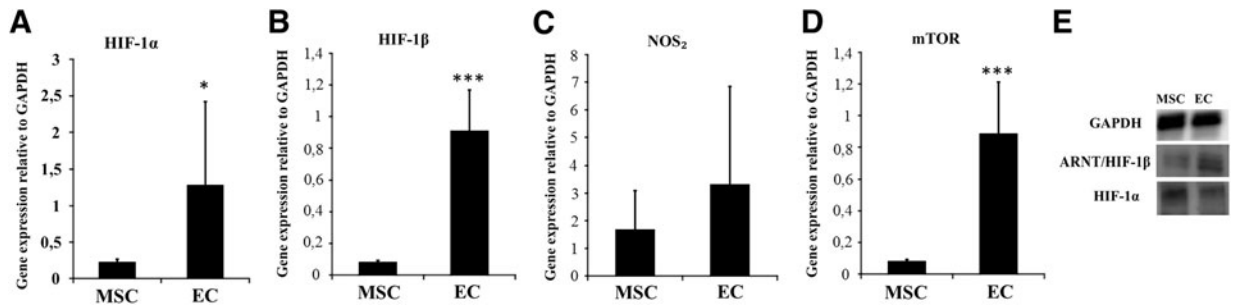 A
HIF-1α
Gene expression relative to GAPDH
3
2,5
2
1,5
1
0,5
0
*
MSC EC
B
HIF-1β
Gene expression relative to GAPDH
1,4
1,2
1
0,8
0,6
0,4
0,2
0
***
MSC EC
C
NOS₂
Gene expression relative to GAPDH
8
7
6
5
4
3
2
1
0
MSC EC
D
mTOR
Gene expression relative to GAPDH
1,4
1,2
1
0,8
0,6
0,4
0,2
0
***
MSC EC
E
MSC EC
GAPDH
ARNT/HIF-1β
HIF-1α